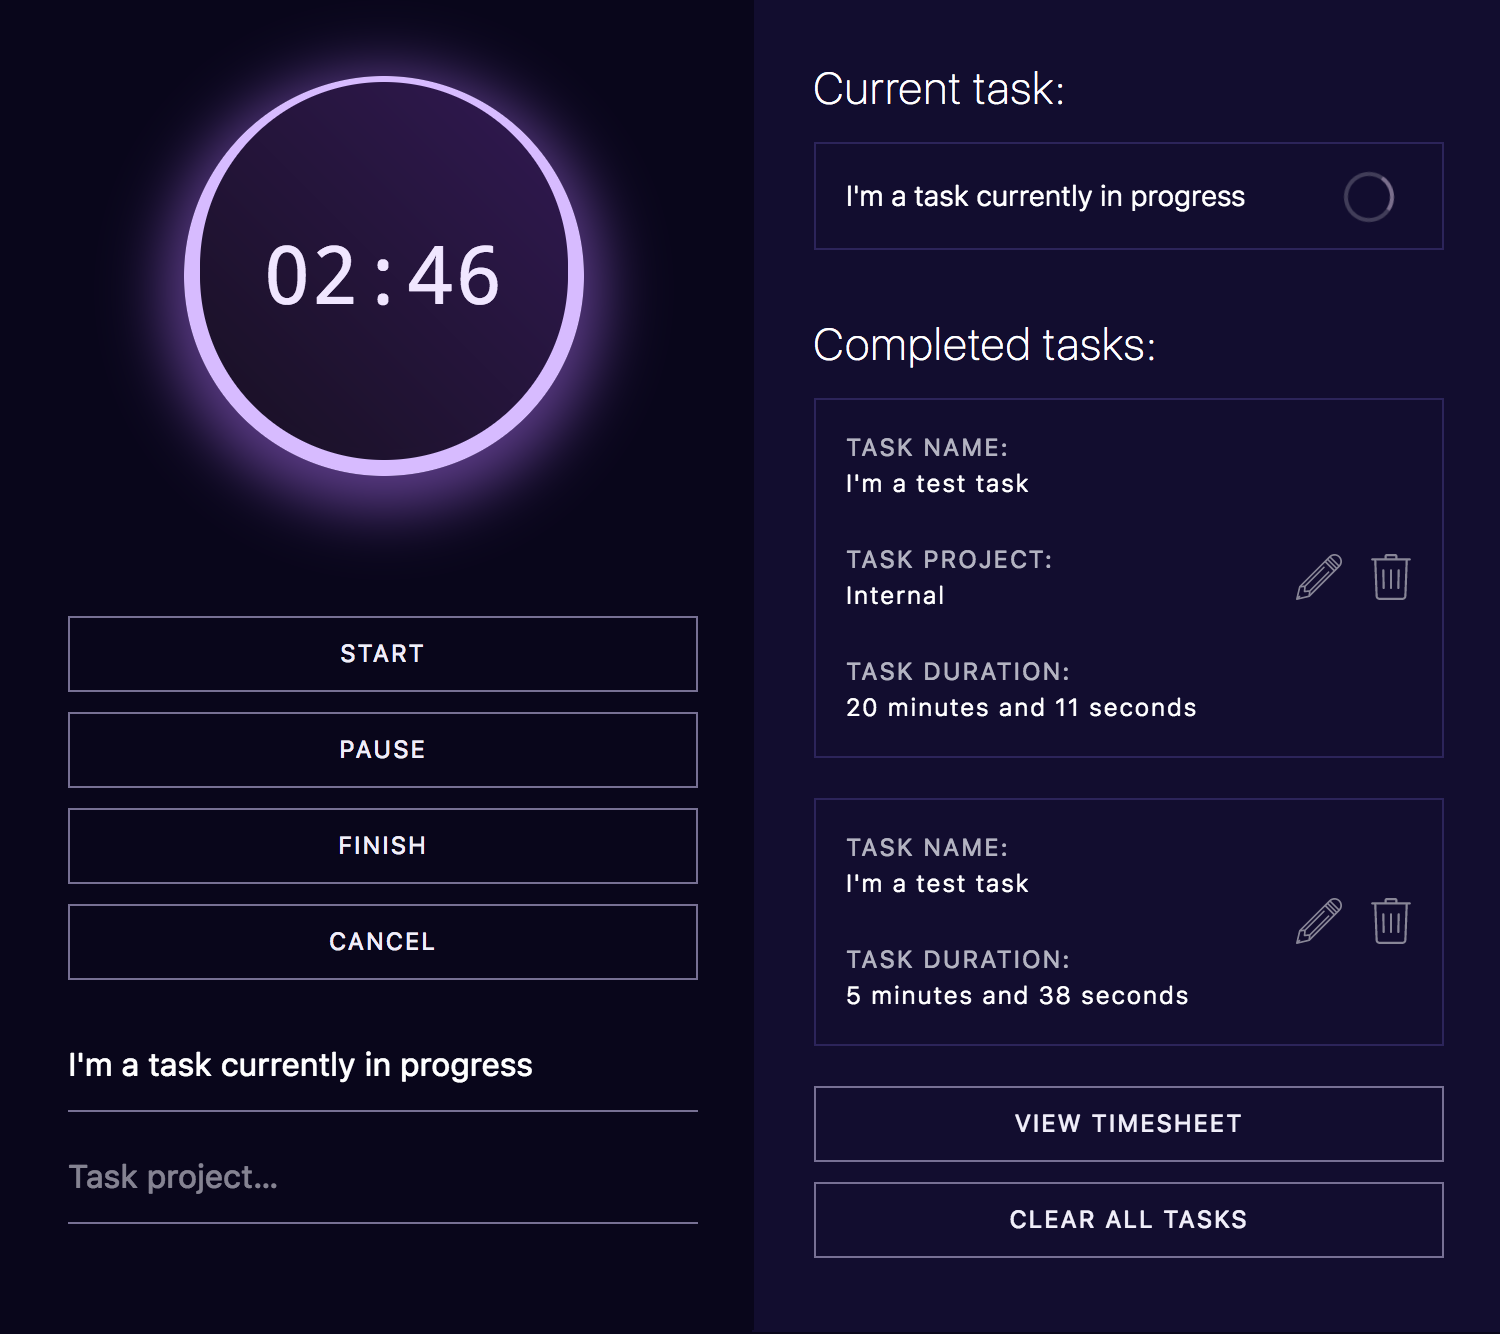 02:46
START
PAUSE
FINISH
CANCEL
I'm a task currently in progress
Task project...
Current task:
I'm a task currently in progress
Completed tasks:
TASK NAME:
I'm a test task
TASK PROJECT:
Internal
TASK DURATION:
20 minutes and 11 seconds
TASK NAME:
I'm a test task
TASK DURATION:
5 minutes and 38 seconds
VIEW TIMESHEET
CLEAR ALL TASKS